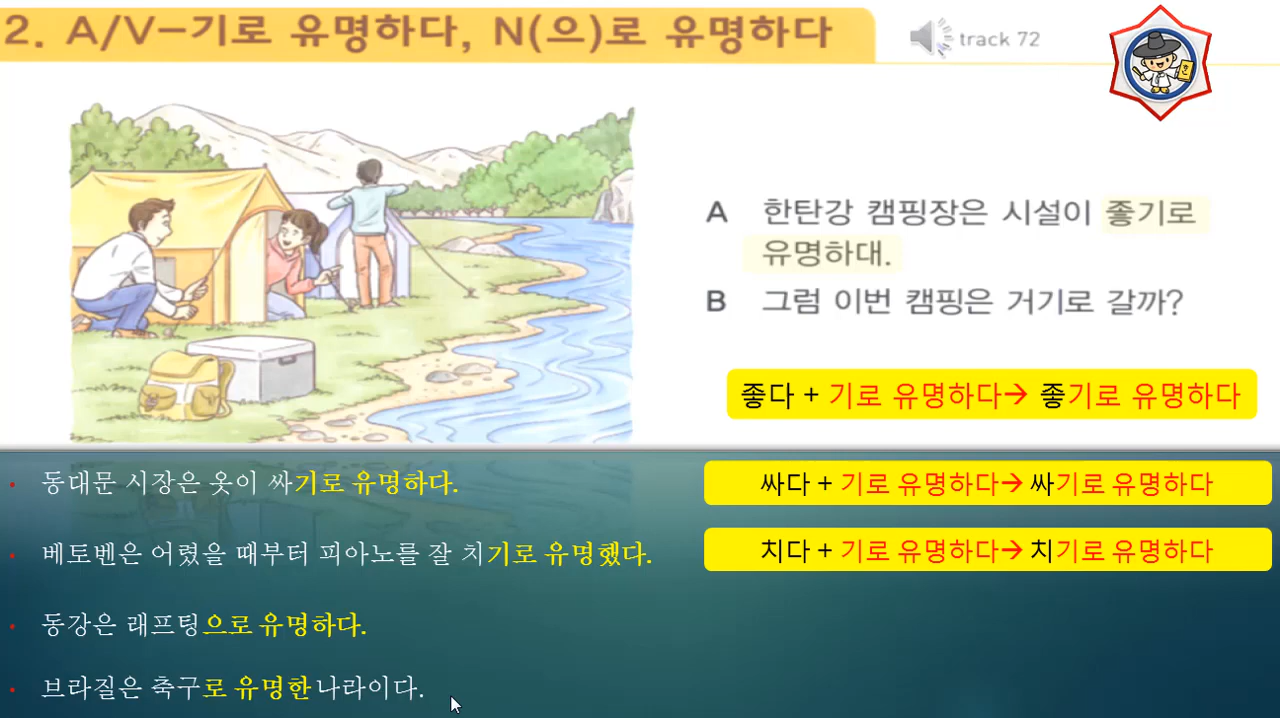 2. A/V-기로 유명하다, N(으)로 유명하다
track 72
A 한탄강 캠핑장은 시설이 좋기로
유명하대.
B 그럼 이번 캠핑은 거기로 갈까?
좋다 + 기로 유명하다→ 좋기로 유명하다
• 동대문 시장은 옷이 싸기로 유명하다.
싸다 + 기로 유명하다→ 싸기로 유명하다
• 베토벤은 어렸을 때부터 피아노를 잘 치기로 유명했다.
치다 + 기로 유명하다→ 치기로 유명하다
• 동강은 래프팅으로 유명하다.
• 브라질은 축구로 유명한 나라이다.